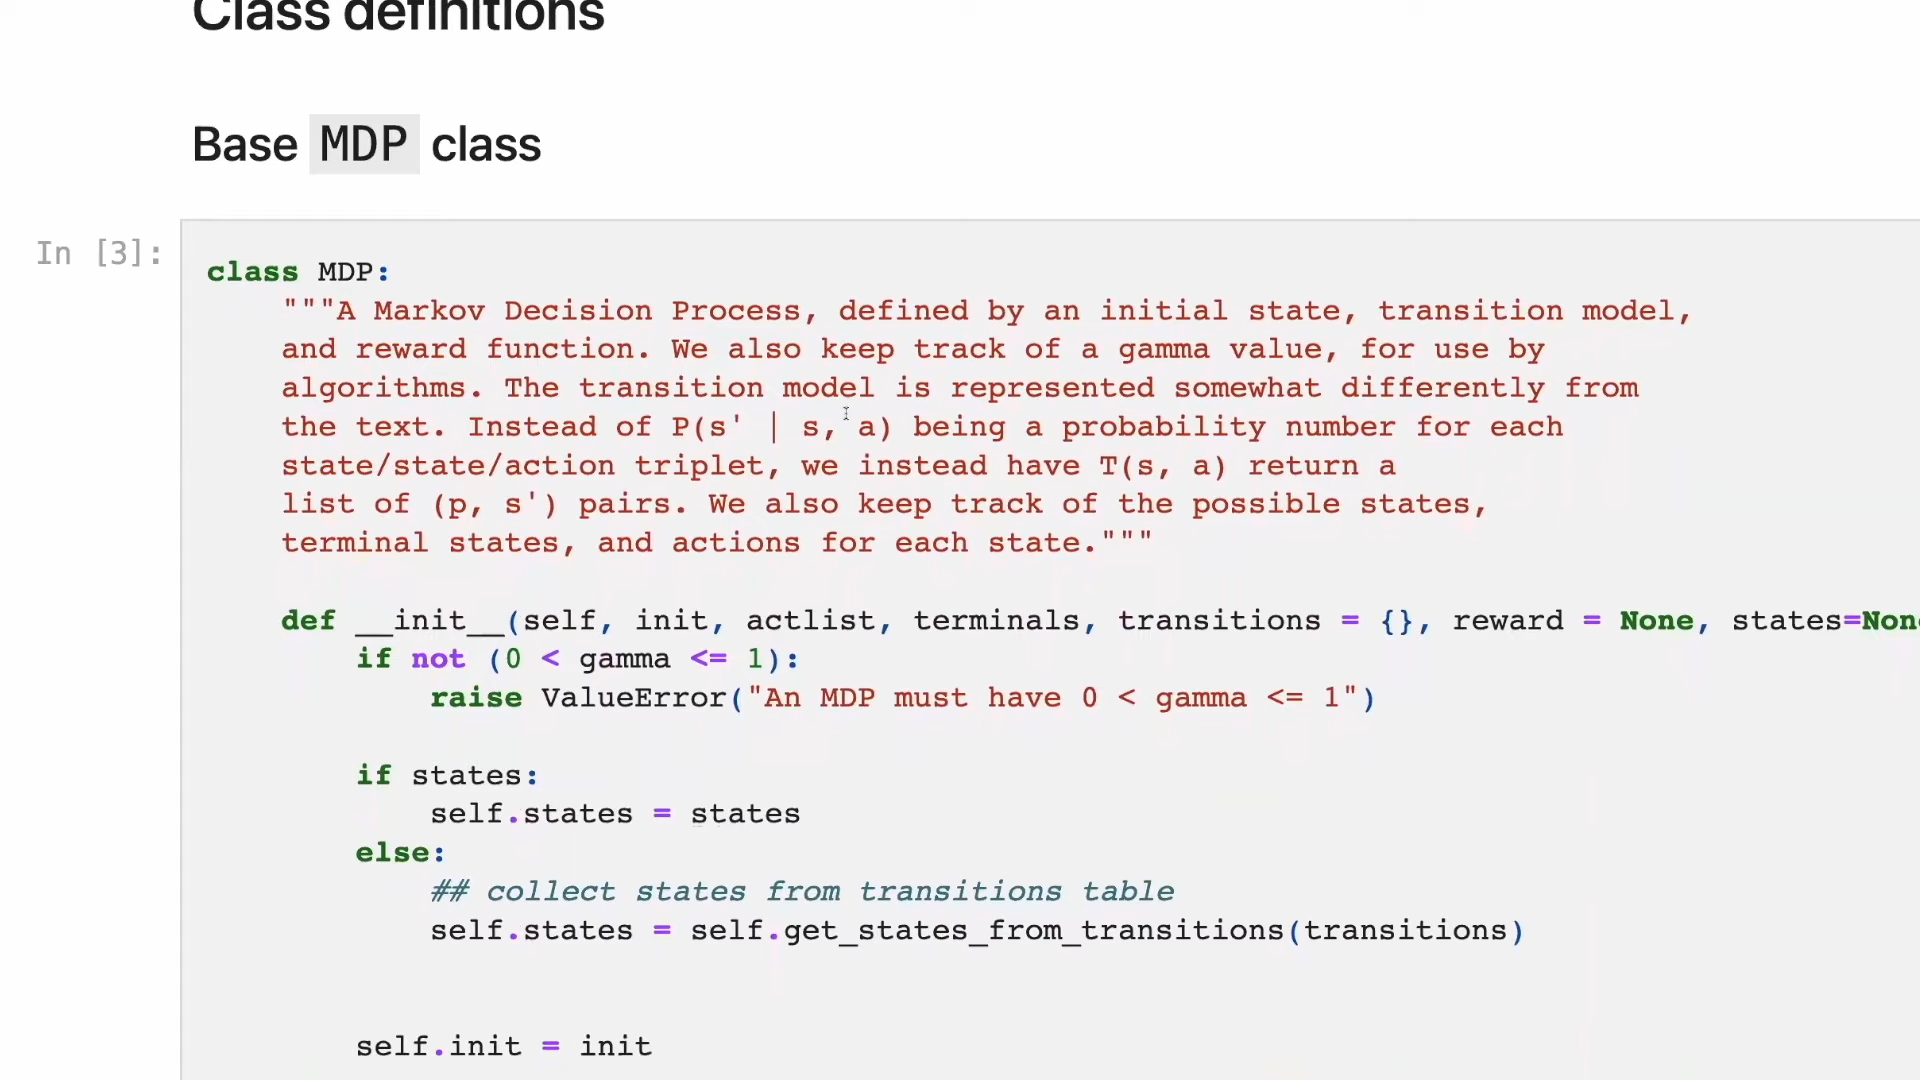 Class definitions
Base MDP class
In [3]:
class MDP:
"""A Markov Decision Process, defined by an initial state, transition model,
and reward function. We also keep track of a gamma value, for use by
algorithms. The transition model is represented somewhat differently from
the text. Instead of P(s' | s, a) being a probability number for each
state/state/action triplet, we instead have T(s, a) return a
list of (p, s') pairs. We also keep track of the possible states,
terminal states, and actions for each state."""
def __init__(self, init, actlist, terminals, transitions = {}, reward = None, states=None
if not (0 < gamma <= 1):
raise ValueError("An MDP must have 0 < gamma <= 1")
if states:
self.states = states
else:
## collect states from transitions table
self.states = self.get_states_from_transitions(transitions)
self.init = init